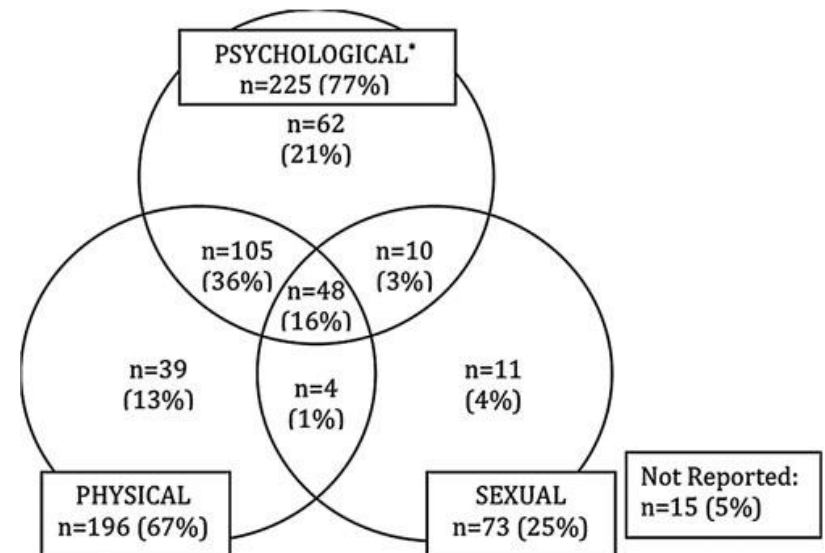 PSYCHOLOGICAL*
n=225 (77%)
n=62
(21%)
n=105
(36%)
n=10
(3%)
n=48
(16%)
n=39
(13%)
n=4
(1%)
n=11
(4%)
PHYSICAL
n=196 (67%)
SEXUAL
n=73 (25%)
Not Reported:
n=15 (5%)